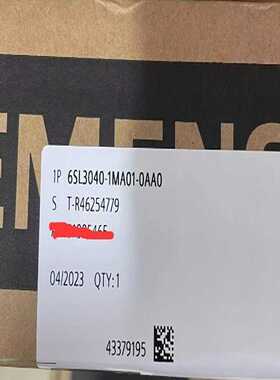 EMENS
1P 6SL3040-1MA01-0AA0
S T-R46254779
04/2023 QTY:1
43379195